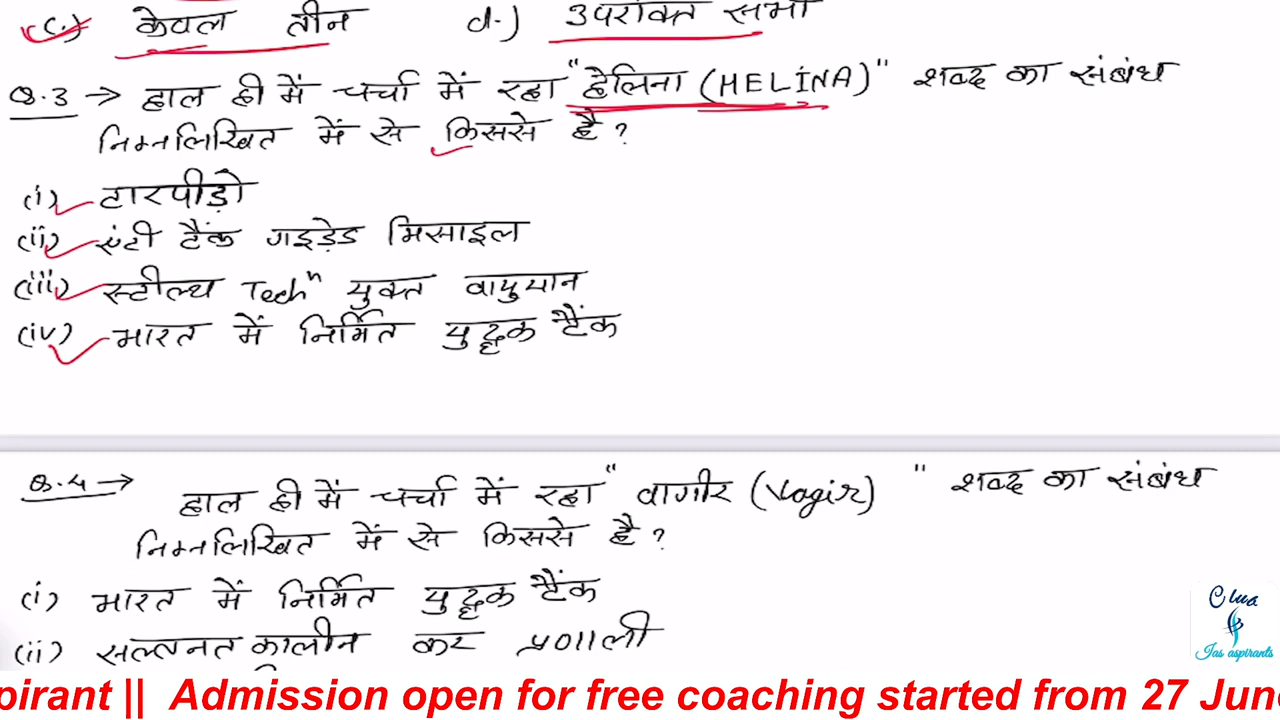 (c) केवल तीन d.) उपरोक्त सभी
Q.3 → हाल ही में चर्चा में रहा "हेलिना (HELINA)" शब्द का संबंध
निम्नलिखित में से किससे है?
(i) टारपीड़ो
(ii) एंटी टैंक गाइडेड मिसाइल
(iii) स्टील्थ Techⁿ युक्त वायुयान
(iv) भारत में निर्मित युद्धक टैंक
Q.4 → हाल ही में चर्चा में रहा "वागीर (Vagir) " शब्द का संबंध
निम्नलिखित में से किससे है?
(i) भारत में निर्मित युद्धक टैंक
(ii) सल्तनत कालीन कर प्रणाली
Clua
Ias aspirants
pirant || Admission open for free coaching started from 27 June